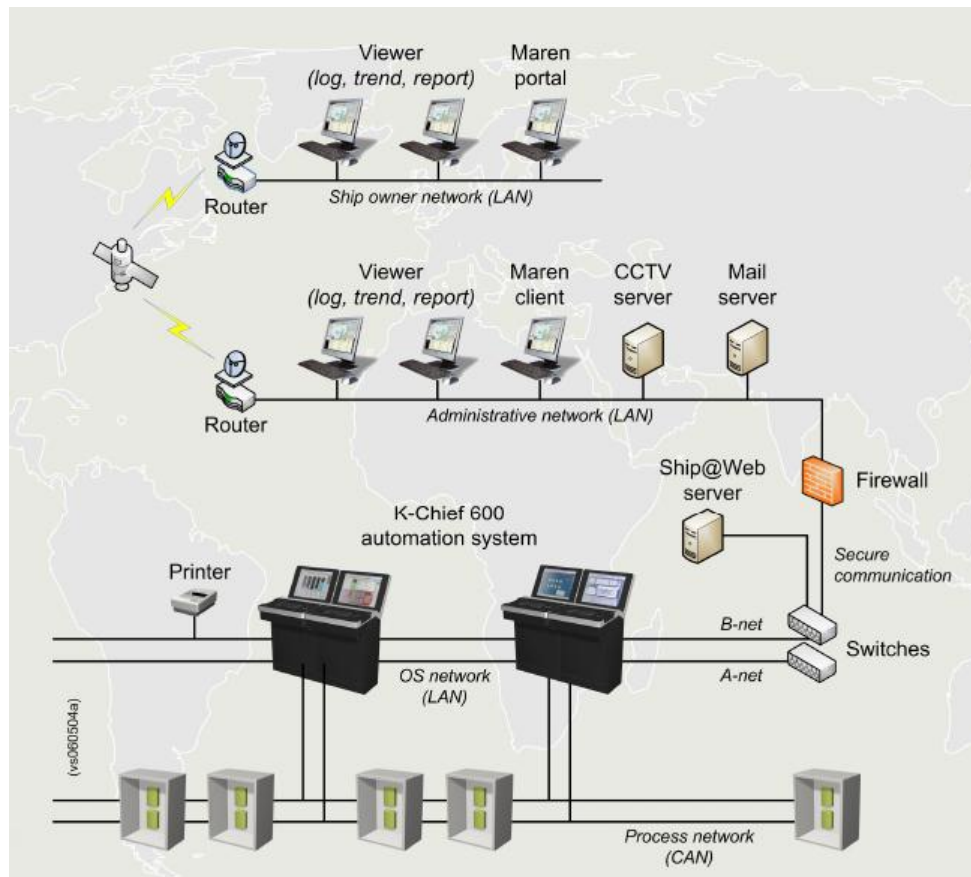 Viewer
(log, trend, report)
Maren
portal
Router
Ship owner network (LAN)
Viewer
(log, trend, report)
Maren
client
CCTV
server
Mail
server
Router
Administrative network (LAN)
Firewall
Ship@Web
server
K-Chief 600
automation system
Secure
communication
Printer
B-net
Switches
OS network
(LAN)
A-net
(vs060504a)
Process network
(CAN)